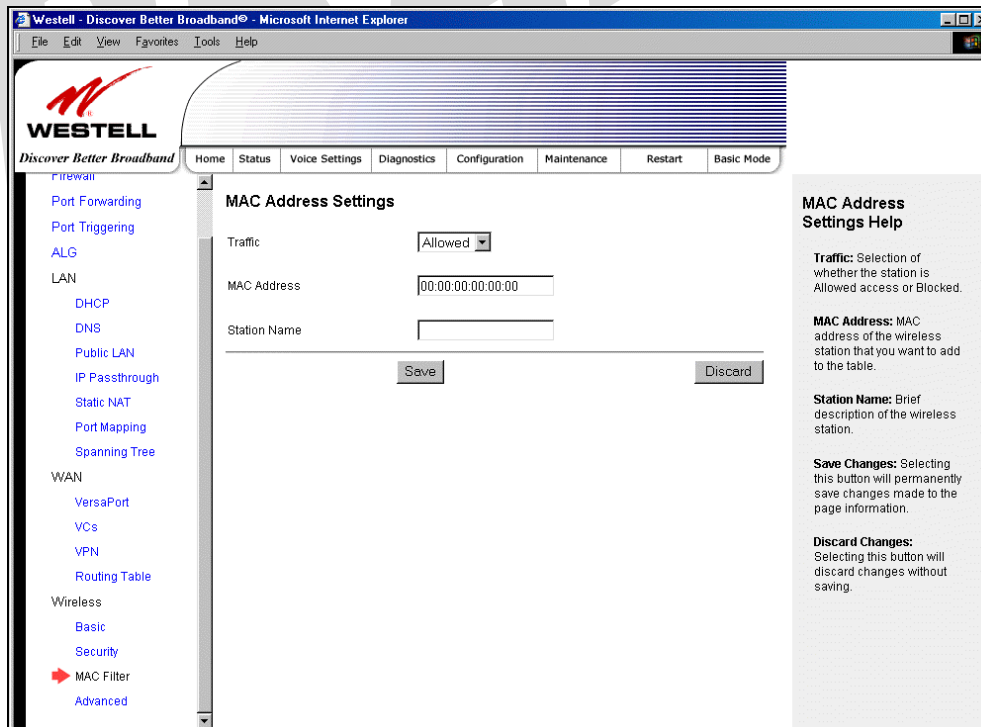 Westell - Discover Better Broadband® - Microsoft Internet Explorer
File Edit View Favorites Tools Help
WESTELL
®
Discover Better Broadband
Home Status Voice Settings Diagnostics Configuration Maintenance Restart Basic Mode
Firewall
Port Forwarding
Port Triggering
ALG
LAN
DHCP
DNS
Public LAN
IP Passthrough
Static NAT
Port Mapping
Spanning Tree
WAN
VersaPort
VCs
VPN
Routing Table
Wireless
Basic
Security
MAC Filter
Advanced
MAC Address Settings
Traffic Allowed
MAC Address 00:00:00:00:00:00
Station Name
Save Discard
MAC Address
Settings Help
Traffic: Selection of
whether the station is
Allowed access or Blocked.
MAC Address: MAC
address of the wireless
station that you want to add
to the table.
Station Name: Brief
description of the wireless
station.
Save Changes: Selecting
this button will permanently
save changes made to the
page information.
Discard Changes:
Selecting this button will
discard changes without
saving.